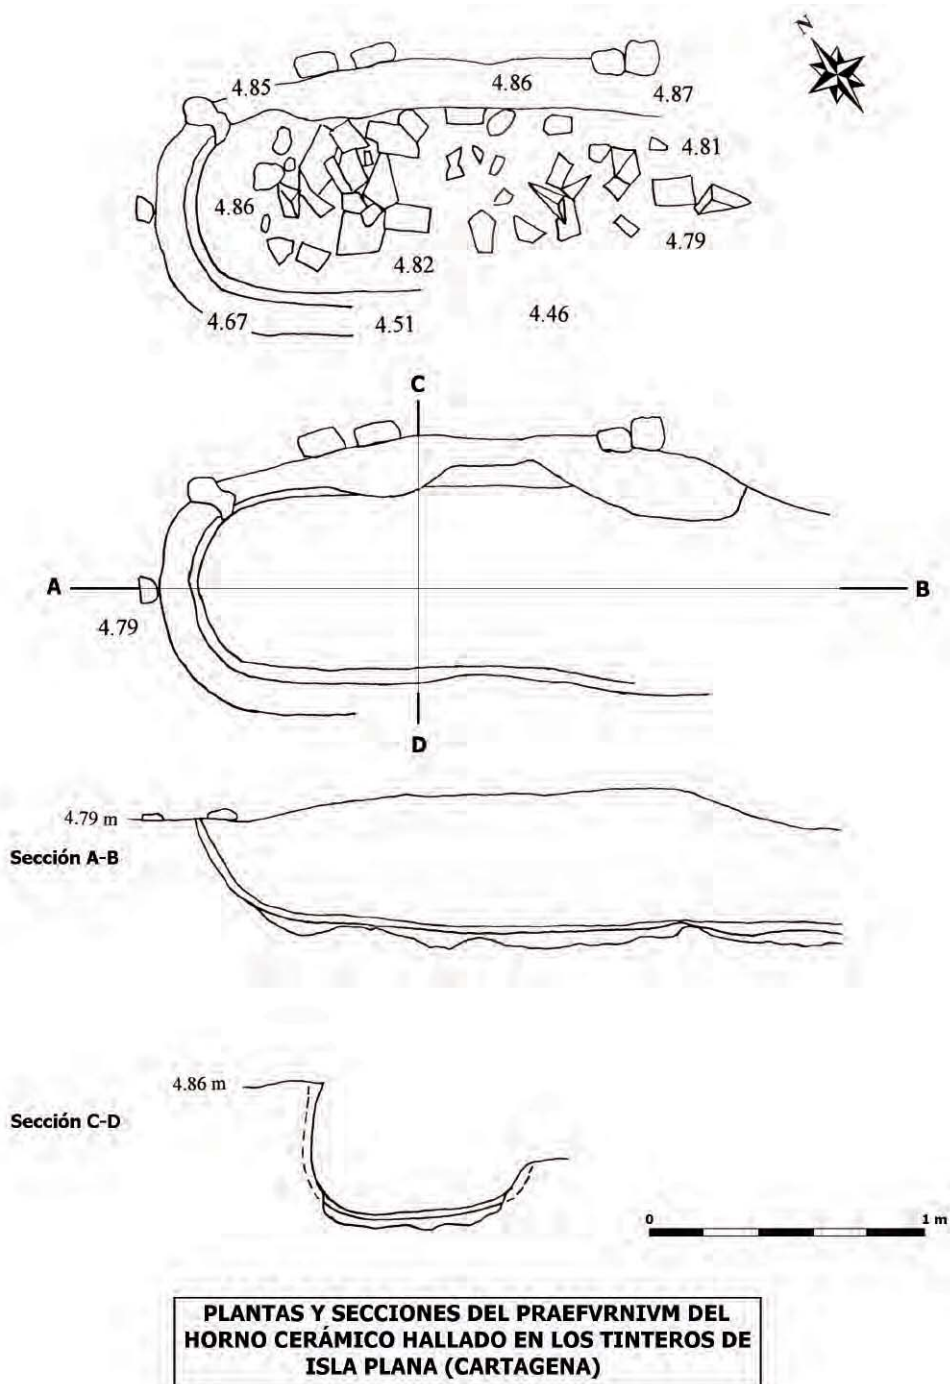 N
4.85
4.86
4.87
4.81
4.86
4.79
4.82
4.67
4.51
4.46
C
A
B
4.79
D
4.79 m
Sección A-B
4.86 m
Sección C-D
0
1 m
PLANTAS Y SECCIONES DEL PRAEFVRNIVM DEL
HORNO CERÁMICO HALLADO EN LOS TINTEROS DE
ISLA PLANA (CARTAGENA)